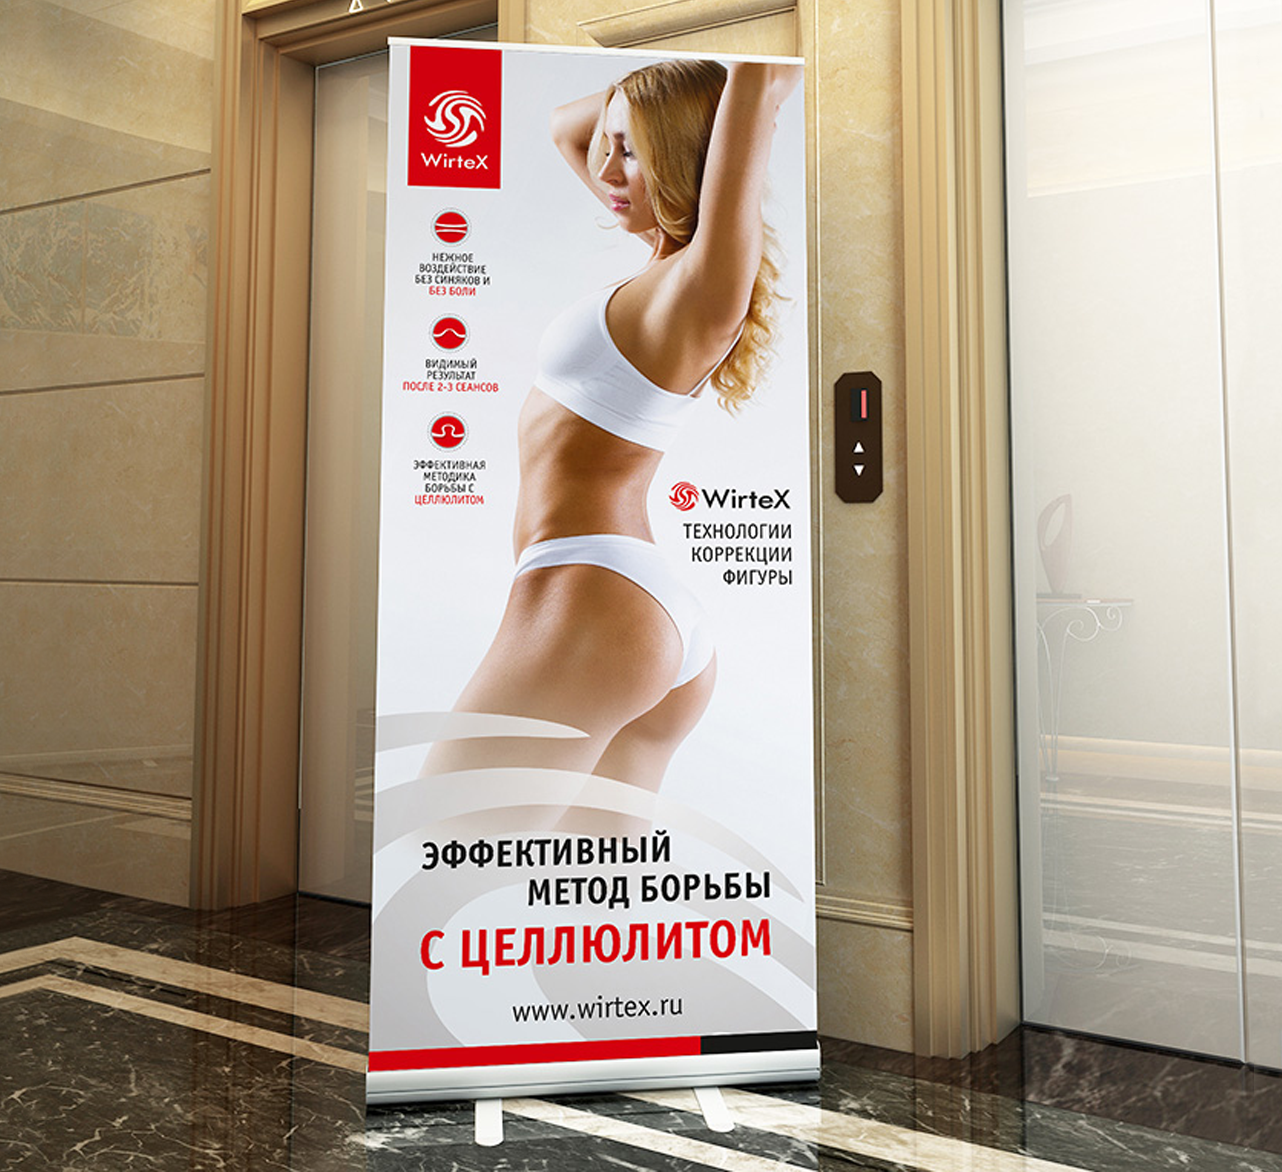 WirteX
НЕЖНОЕ
ВОЗДЕЙСТВИЕ
БЕЗ СИНЯКОВ И
БЕЗ БОЛИ
ВИДИМЫЙ
РЕЗУЛЬТАТ
ПОСЛЕ 2-3 СЕАНСОВ
ЭФФЕКТИВНАЯ
МЕТОДИКА
БОРЬБЫ С
ЦЕЛЛЮЛИТОМ
WirteX
ТЕХНОЛОГИИ
КОРРЕКЦИИ
ФИГУРЫ
ЭФФЕКТИВНЫЙ
МЕТОД БОРЬБЫ
С ЦЕЛЛЮЛИТОМ
www.wirtex.ru